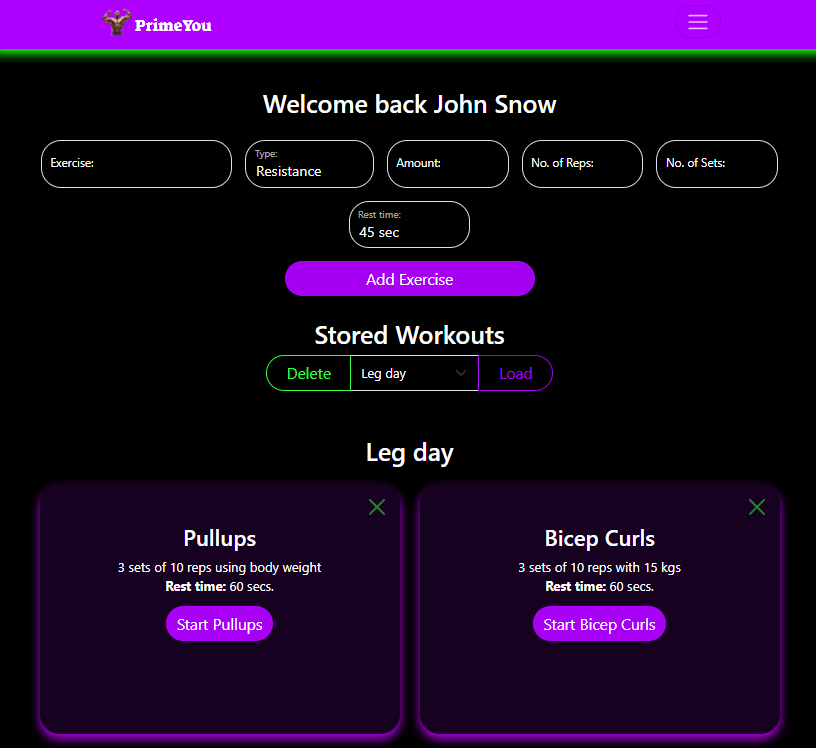 PrimeYou
Welcome back John Snow
Exercise:
Type:
Resistance
Amount:
No. of Reps:
No. of Sets:
Rest time:
45 sec
Add Exercise
Stored Workouts
Delete
Leg day
Load
Leg day
Pullups
3 sets of 10 reps using body weight
Rest time: 60 secs.
Start Pullups
Bicep Curls
3 sets of 10 reps with 15 kgs
Rest time: 60 secs.
Start Bicep Curls